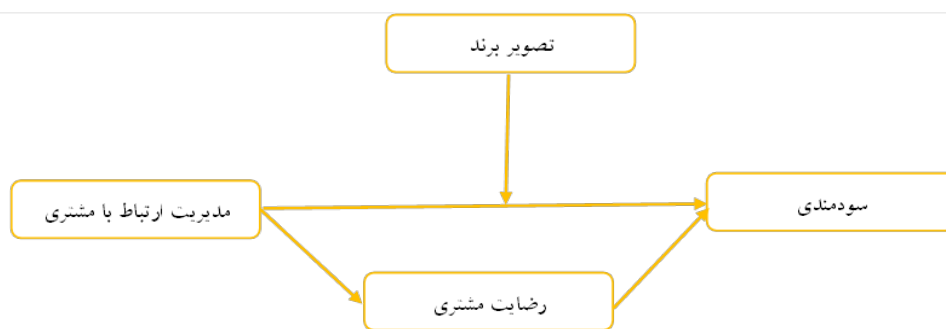 تصویر برند
مدیریت ارتباط با مشتری
سودمندی
رضایت مشتری